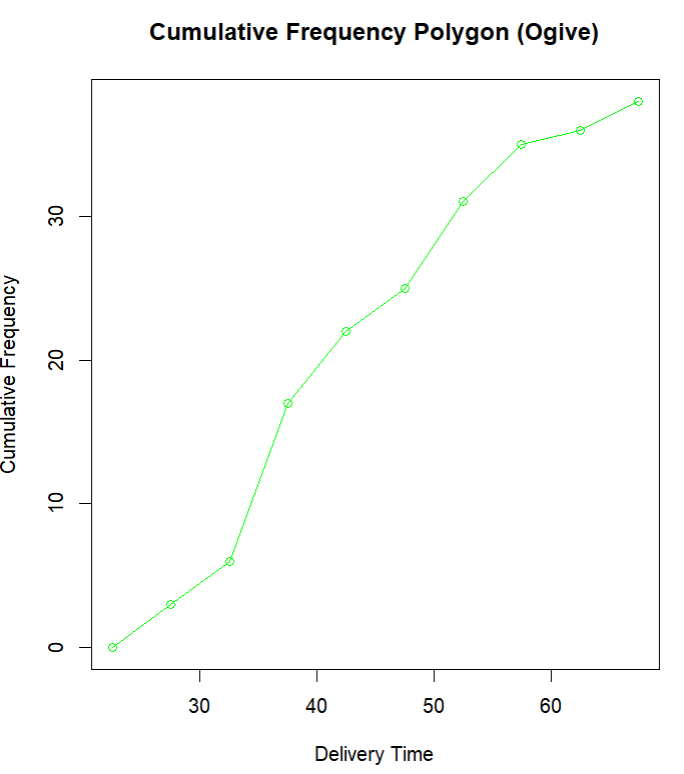 Cumulative Frequency Polygon (Ogive)
Cumulative Frequency
30
20
10
0
30 40 50 60
Delivery Time